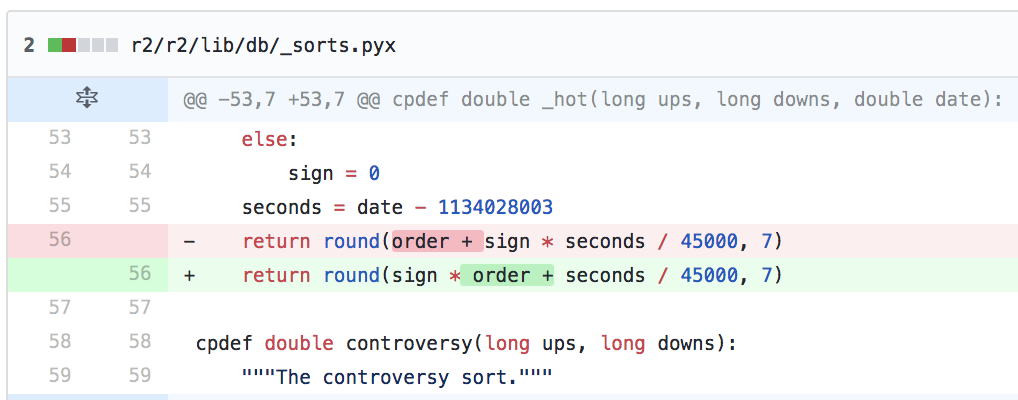 2 r2/r2/lib/db/_sorts.pyx
@@ -53,7 +53,7 @@ cpdef double _hot(long ups, long downs, double date):
53 53 else:
54 54 sign = 0
55 55 seconds = date - 1134028003
56 - return round(order + sign * seconds / 45000, 7)
56 + return round(sign * order + seconds / 45000, 7)
57 57
58 58 cpdef double controversy(long ups, long downs):
59 59 """The controversy sort."""